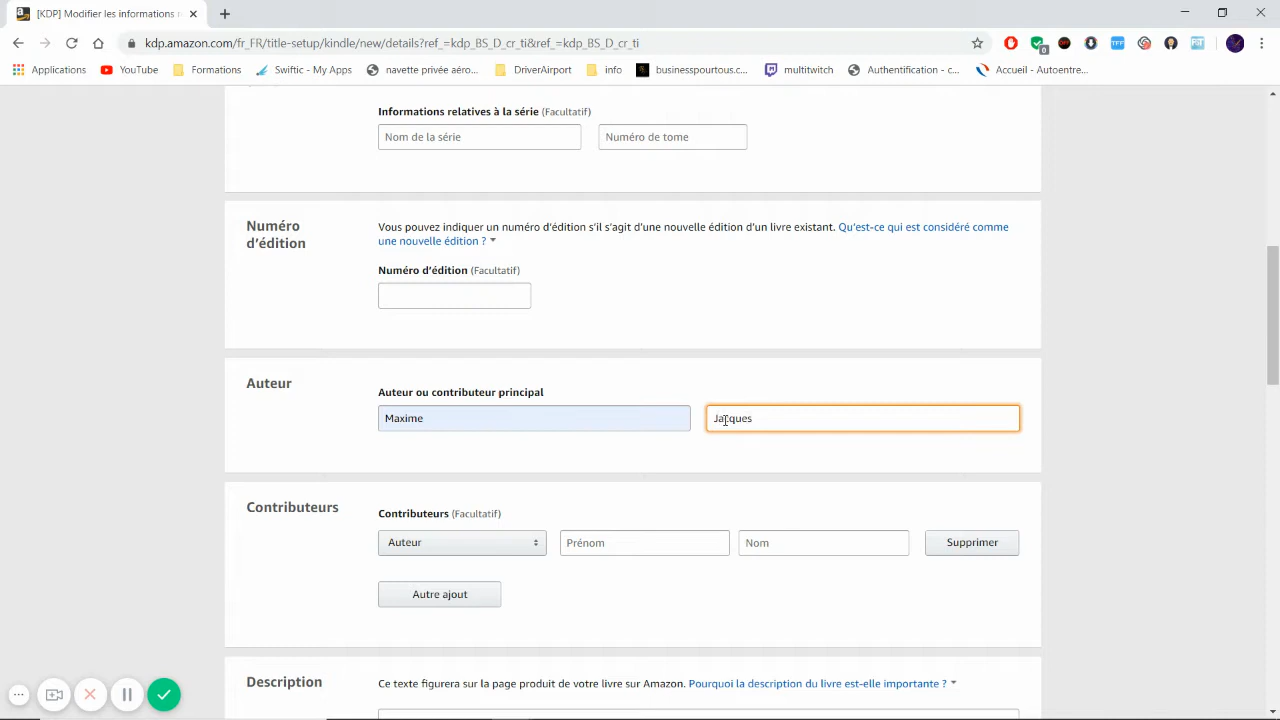 [KDP] Modifier les informations r
kdp.amazon.com/fr_FR/title-setup/kindle/new/details?ref_=kdp_BS_D_cr_ti&ref=kdp_BS_D_cr_ti
0
OFF
TFF
Applications YouTube Formations Swiftic - My Apps navette privée aéro... DriverAirport info businesspourtous.c... multitwitch Authentification - c... Accueil - Autoentre...
Informations relatives à la série (Facultatif)
Nom de la série Numéro de tome
Numéro d'édition
Vous pouvez indiquer un numéro d'édition s'il s'agit d'une nouvelle édition d'un livre existant. Qu'est-ce qui est considéré comme
une nouvelle édition ?
Numéro d'édition (Facultatif)
Auteur
Auteur ou contributeur principal
Maxime Jacques
Contributeurs
Contributeurs (Facultatif)
Auteur Prénom Nom Supprimer
Autre ajout
Description
Ce texte figurera sur la page produit de votre livre sur Amazon. Pourquoi la description du livre est-elle importante ?